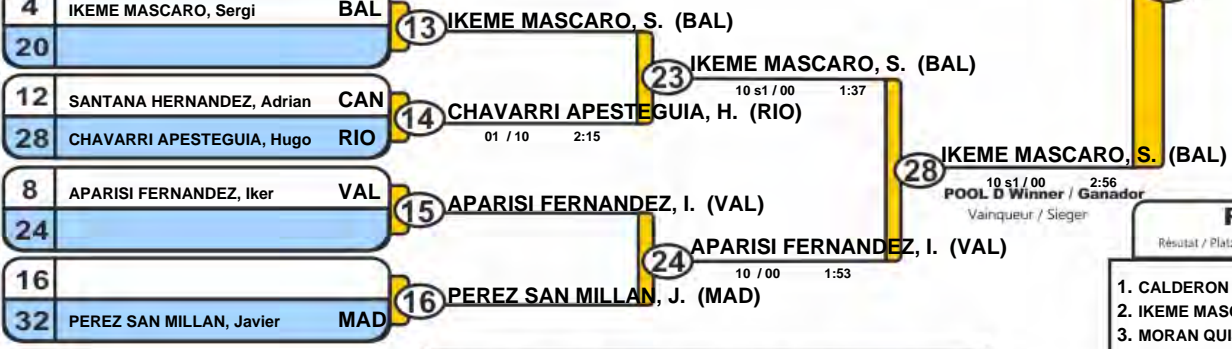 4 IKEME MASCARO, Sergi BAL
20
13 IKEME MASCARO, S. (BAL)
23 IKEME MASCARO, S. (BAL)
10 s1 / 00 1:37
12 SANTANA HERNANDEZ, Adrian CAN
28 CHAVARRI APESTEGUIA, Hugo RIO
14 CHAVARRI APESTEGUIA, H. (RIO)
01 / 10 2:15
28 IKEME MASCARO, S. (BAL)
10 s1 / 00 2:56
POOL D Winner / Ganador
Vainqueur / Sieger
8 APARISI FERNANDEZ, Iker VAL
24
15 APARISI FERNANDEZ, I. (VAL)
24 APARISI FERNANDEZ, I. (VAL)
10 / 00 1:53
16
32 PEREZ SAN MILLAN, Javier MAD
16 PEREZ SAN MILLAN, J. (MAD)
Résultat /
1. CALDERON
2. IKEME
3. MORAN